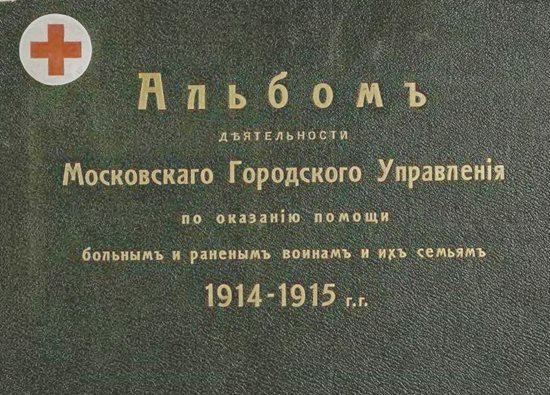 Альбомъ
дѣятельности
Московскаго Городского Управленія
по оказанію помощи
больнымъ и раненымъ воинамъ и ихъ семьямъ
1914-1915 г.г.